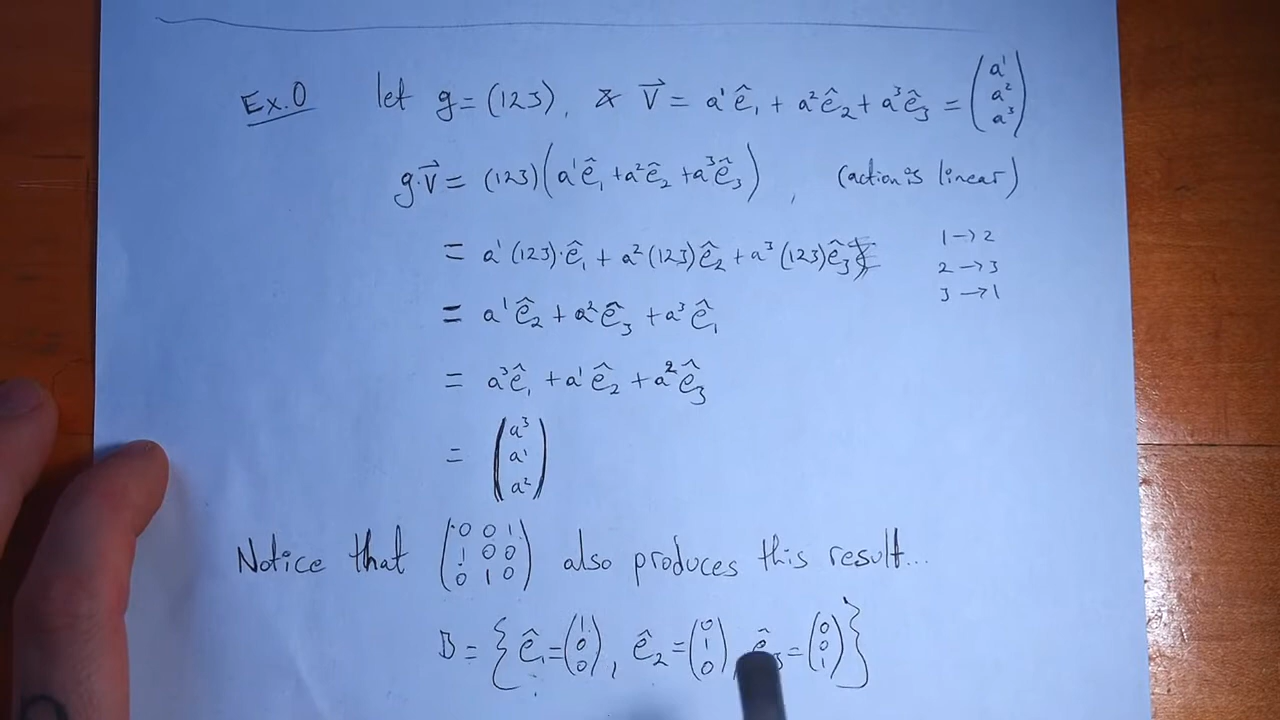 Ex.0 let g = (123), & V⃗ = a¹ê₁ + a²ê₂ + a³ê₃ = (a¹ a² a³)
g·V⃗ = (123)(a¹ê₁ + a²ê₂ + a³ê₃), (action is linear)
= a¹(123)·ê₁ + a²(123)ê₂ + a³(123)ê₃ 1→2
2→3
3→1
= a¹ê₂ + a²ê₃ + a³ê₁
= a³ê₁ + a¹ê₂ + a²ê₃
= (a³ a¹ a²)
Notice that (0 0 1 1 0 0 0 1 0) also produces this result...
B = { ê₁ = (1 0 0), ê₂ = (0 1 0), ê₃ = (0 0 1) }